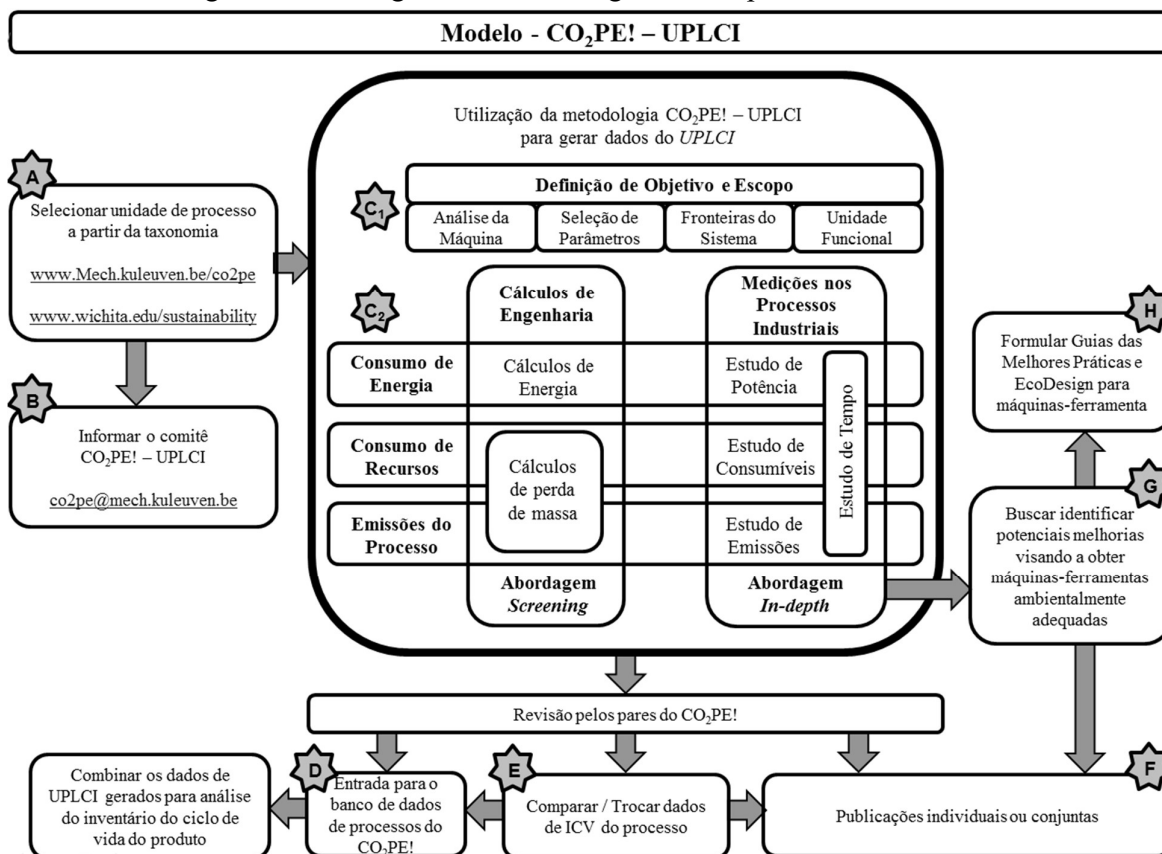 Modelo - CO₂PE! – UPLCI
Utilização da metodologia CO₂PE! – UPLCI
para gerar dados do UPLCI
A
Selecionar unidade de processo
a partir da taxonomia
www.Mech.kuleuven.be/co2pe
www.wichita.edu/sustainability
B
Informar o comitê
CO₂PE! – UPLCI
co2pe@mech.kuleuven.be
C₁
Definição de Objetivo e Escopo
Análise da
Máquina
Seleção de
Parâmetros
Fronteiras do
Sistema
Unidade
Funcional
C₂
Cálculos de
Engenharia
Medições nos
Processos
Industriais
Consumo de
Energia
Cálculos de
Energia
Estudo de
Potência
Consumo de
Recursos
Cálculos
de perda
de massa
Estudo de
Consumíveis
Emissões do
Processo
Estudo de
Emissões
Estudo de Tempo
Abordagem
Screening
Abordagem
In-depth
H
Formular Guias das
Melhores Práticas e
EcoDesign para
máquinas-ferramenta
G
Buscar identificar
potenciais melhorias
visando a obter
máquinas-ferramentas
ambientalmente
adequadas
Revisão pelos pares do CO₂PE!
Combinar os dados de
UPLCI gerados para análise
do inventário do ciclo de
vida do produto
D
Entrada para o
banco de dados
de processos do
CO₂PE!
E
Comparar / Trocar dados
de ICV do processo
F
Publicações individuais ou conjuntas